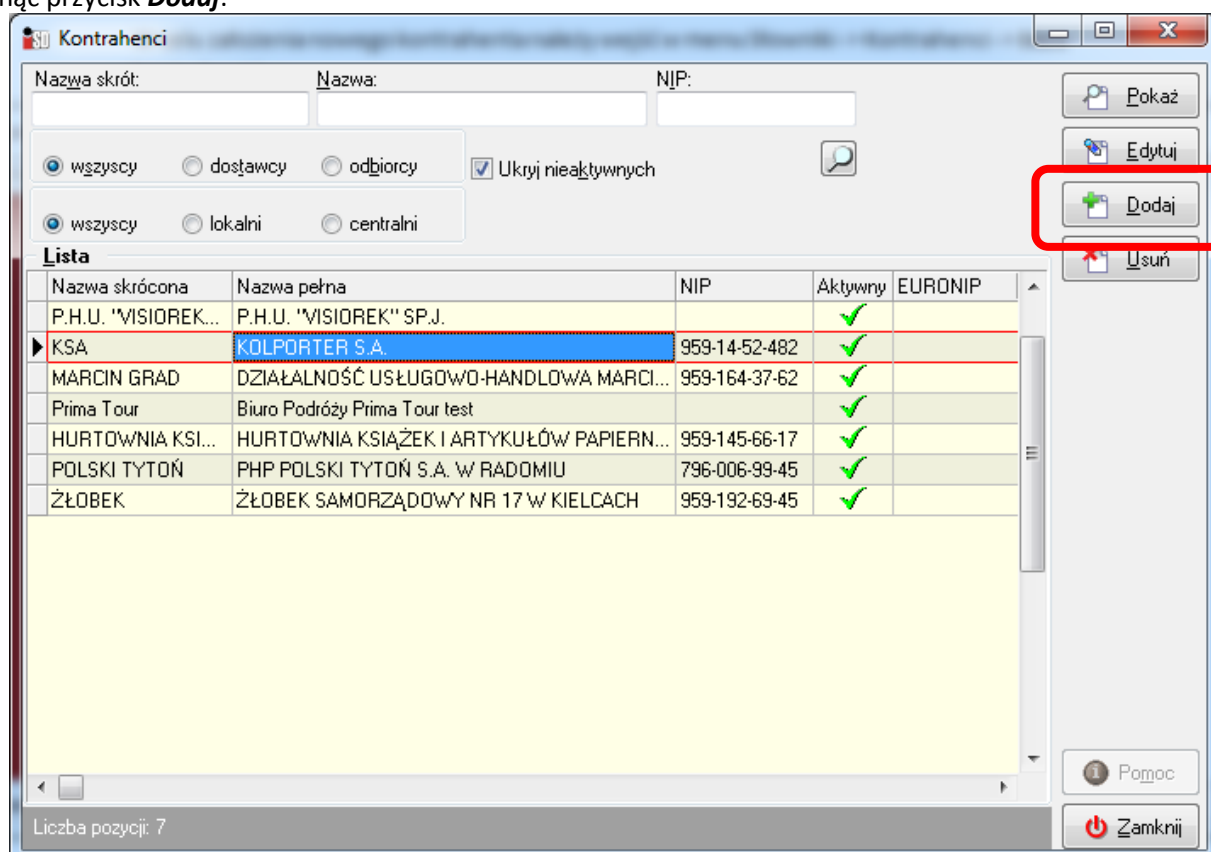 nąć przycisk Dodaj.
Kontrahenci
Nazwa skrót: Nazwa: NIP:
Pokaż
wszyscy dostawcy odbiorcy Ukryj nieaktywnych
Edytuj
wszyscy lokalni centralni
Dodaj
Lista
Usuń
Nazwa skrócona Nazwa pełna NIP Aktywny EURONIP
P.H.U. "VISIOREK... P.H.U. "VISIOREK" SP.J.
KSA KOLPORTER S.A. 959-14-52-482
MARCIN GRAD DZIAŁALNOŚĆ USŁUGOWO-HANDLOWA MARCI... 959-164-37-62
Prima Tour Biuro Podróży Prima Tour test
HURTOWNIA KSI... HURTOWNIA KSIĄŻEK I ARTYKUŁÓW PAPIERN... 959-145-66-17
POLSKI TYTOŃ PHP POLSKI TYTOŃ S.A. W RADOMIU 796-006-99-45
ŻŁOBEK ŻŁOBEK SAMORZĄDOWY NR 17 W KIELCACH 959-192-69-45
Pomoc
Liczba pozycji: 7
Zamknij